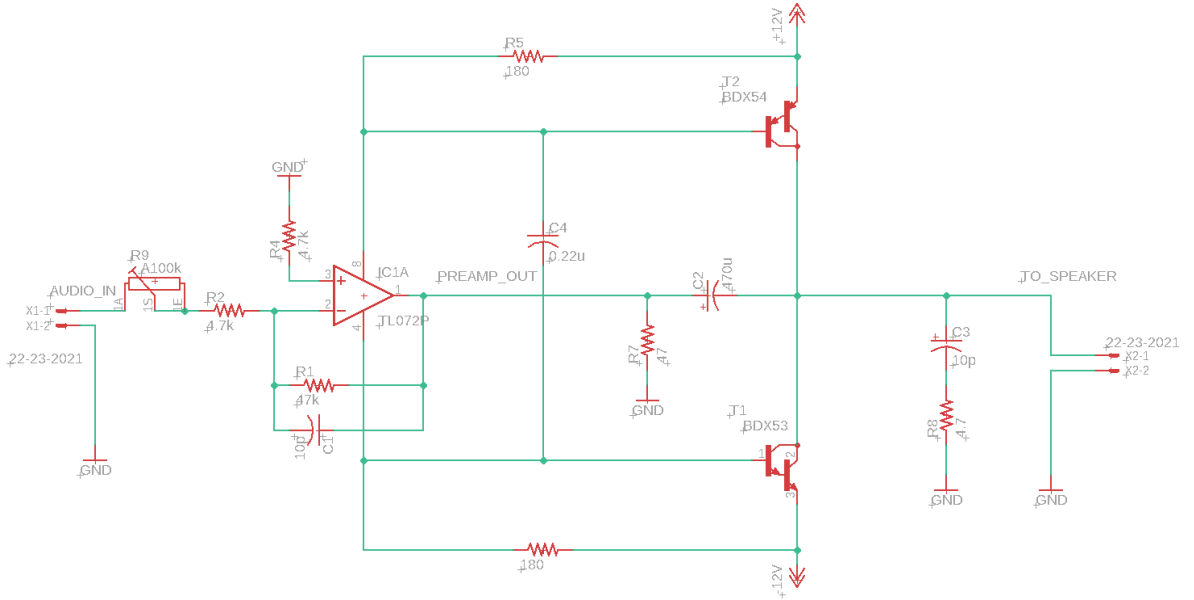 +12V
R5
180
T2
BDX54
GND
R4
4.7k
C4
0.22u
R9
A100k
8
IC1A
3
PREAMP_OUT
C2
470u
TO_SPEAKER
AUDIO_IN
X1-1
1A
1S
1E
R2
4.7k
2
1
X1-2
4
TL072P
22-23-2021
R7
47
C3
10p
22-23-2021
X2-1
X2-2
R1
47k
GND
T1
BDX53
10p
C1
1
2
3
R8
4.7
GND
GND
GND
180
+12V